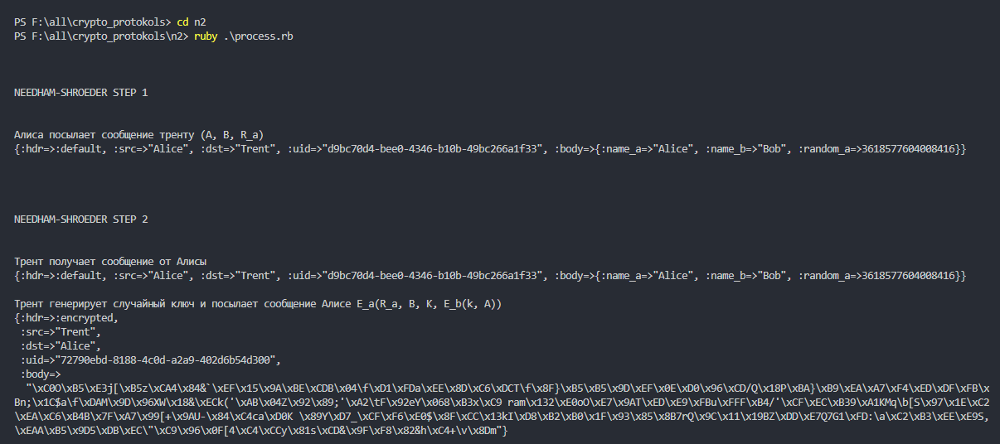 PS F:\all\crypto_protokols> cd n2
PS F:\all\crypto_protokols\n2> ruby .\process.rb
NEEDHAM-SHROEDER STEP 1
Алиса посылает сообщение тренту (A, B, R_a)
{:hdr=>:default, :src=>"Alice", :dst=>"Trent", :uid=>"d9bc70d4-bee0-4346-b10b-49bc266a1f33", :body=>{:name_a=>"Alice", :name_b=>"Bob", :random_a=>3618577604008416}}
NEEDHAM-SHROEDER STEP 2
Трент получает сообщение от Алисы
{:hdr=>:default, :src=>"Alice", :dst=>"Trent", :uid=>"d9bc70d4-bee0-4346-b10b-49bc266a1f33", :body=>{:name_a=>"Alice", :name_b=>"Bob", :random_a=>3618577604008416}}
Трент генерирует случайный ключ и посылает сообщение Алисе E_a(R_a, B, K, E_b(k, A))
{:hdr=>:encrypted,
:src=>"Trent",
:dst=>"Alice",
:uid=>"72790ebd-8188-4c0d-a2a9-402d6b54d300",
:body=>
"\xC0O\xB5\xE3j[\xB5z\xCA4\x84&`\xEF\x15\x9A\xBE\xCDB\x04\f\xD1\xFDa\xEE\x8D\xC6\xDCT\f\x8F}\xB5\xB5\x9D\xEF\x0E\xD0\x96\xCD/Q\x18P\xBA}\xB9\xEA\xA7\xF4\xED\xDF\xFB\x
Bn;\x1C$a\f\xDAM\x9D\x96XW\x18&\xECk('\xAB\x04Z\x92\x89;'\xA2\tF\x92eY\x068\xB3x\xC9 ram\x132\xE0oO\xE7\x9AT\xED\xE9\xFBu\xFFF\xB4/'\xCF\xEC\xB39\xA1KMq\b[S\x97\x1E\xC2
\xEA\xC6\xB4B\x7F\xA7\x99[+\x9AU-\x84\xC4ca\xD0K \x89Y\xD7_\xCF\xF6\xE0$\x8F\xCC\x13kI\xD8\xB2\xB0\x1F\x93\x85\x8B7rQ\x9C\x11\x19BZ\xDD\xE7Q7G1\xFD:\a\xC2\xB3\xEE\xE9S,
\xEAA\xB5\x9D5\xDB\xEC\"\xC9\x96\x0F[4\xC4\xCCy\x81s\xCD&\x9F\xF8\x82&h\xC4+\v\x8Dm"}